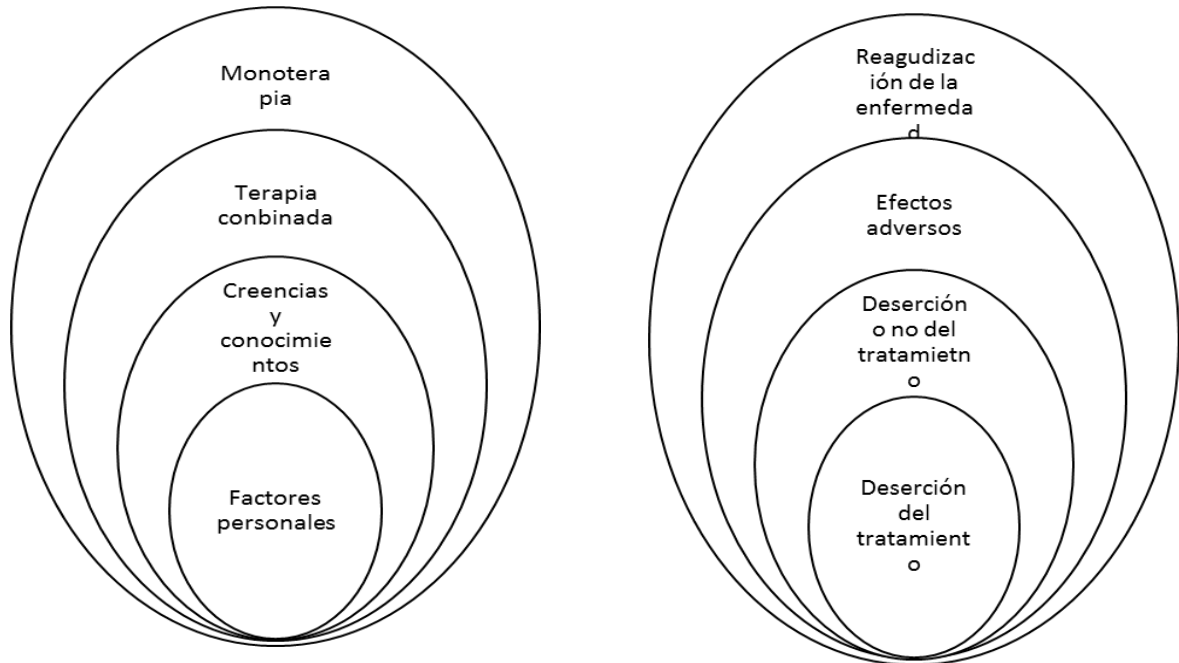 Monotera
pia
Terapia
conbinada
Creencias
y
conocimie
ntos
Factores
personales
Reagudizac
ión de la
enfermeda
d
Efectos
adversos
Deserción
o no del
tratamietn
o
Deserción
del
tratamient
o